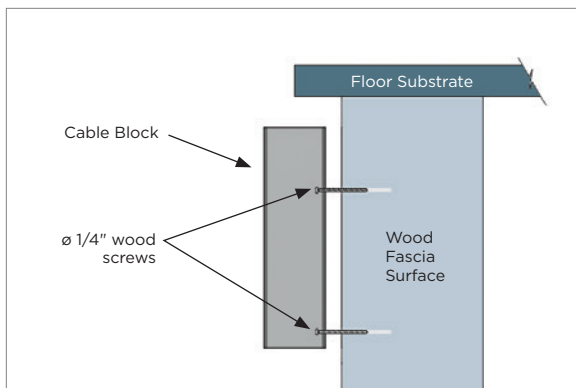 Floor Substrate
Cable Block
ø 1/4" wood
screws
Wood
Fascia
Surface